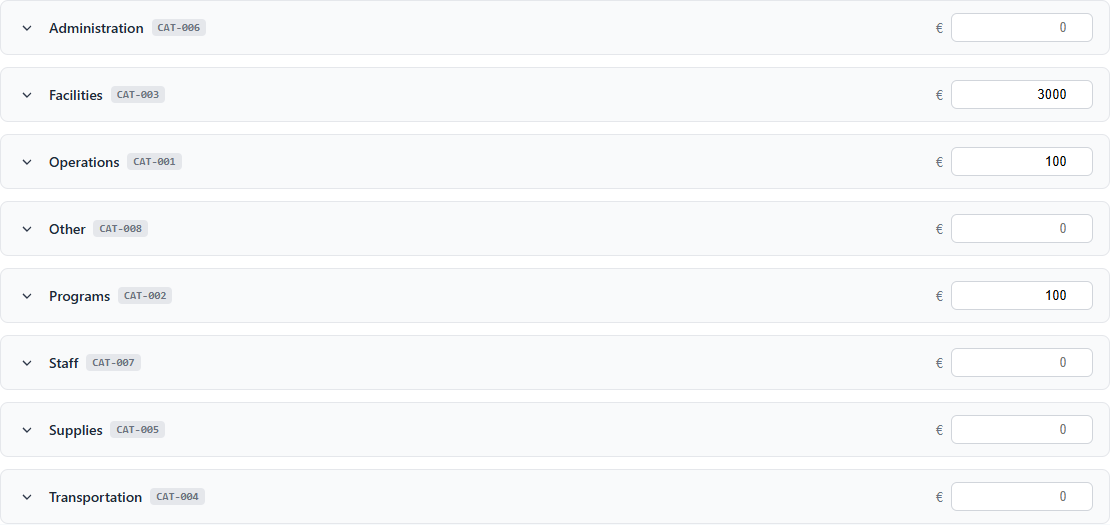 Administration CAT-006 € 0
Facilities CAT-003 € 3000
Operations CAT-001 € 100
Other CAT-008 € 0
Programs CAT-002 € 100
Staff CAT-007 € 0
Supplies CAT-005 € 0
Transportation CAT-004 € 0